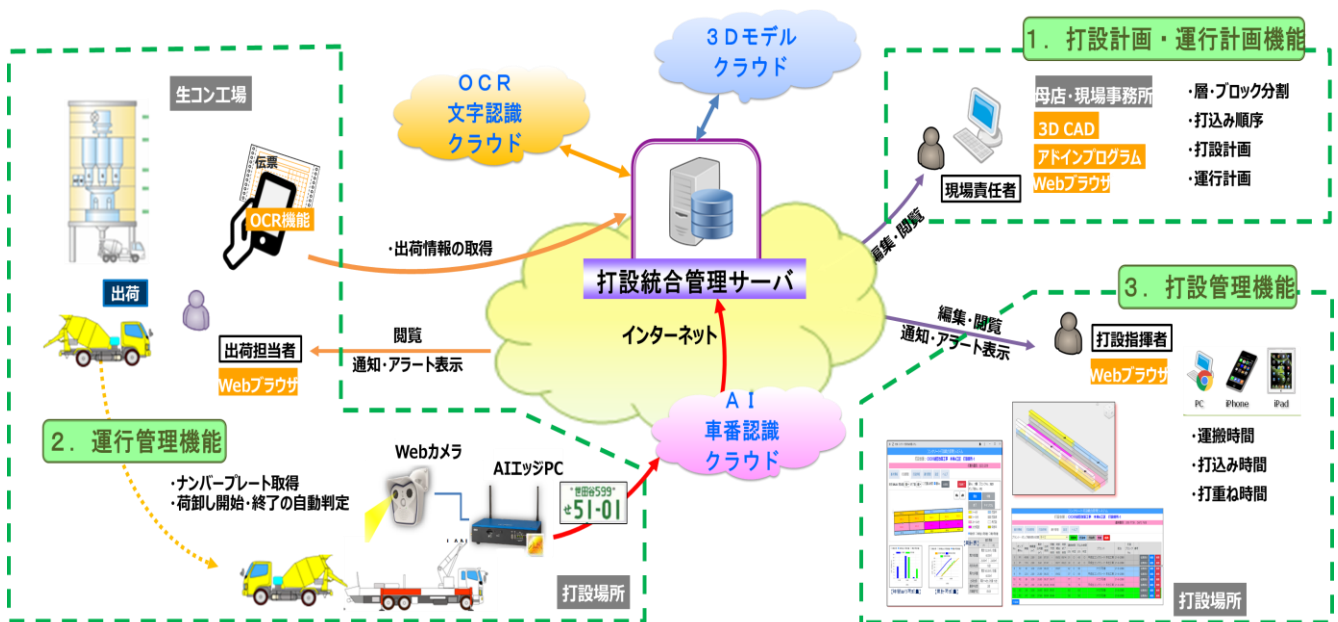 1. 打設計画・運行計画機能
母店・現場事務所
3D CAD
アドインプログラム
Webブラウザ
現場責任者
・層・ブロック分割
・打込み順序
・打設計画
・運行計画
3Dモデル
クラウド
OCR
文字認識
クラウド
生コン工場
伝票
OCR機能
・出荷情報の取得
打設統合管理サーバ
インターネット
編集・閲覧
出荷
出荷担当者
Webブラウザ
閲覧
通知・アラート表示
3. 打設管理機能
編集・閲覧
通知・アラート表示
打設指揮者
Webブラウザ
PC
iPhone
iPad
・運搬時間
・打込み時間
・打重ね時間
打設場所
AI
車番認識
クラウド
2. 運行管理機能
・ナンバープレート取得
・荷卸し開始・終了の自動判定
Webカメラ
AIエッジPC
世田谷599
せ 51-01
打設場所